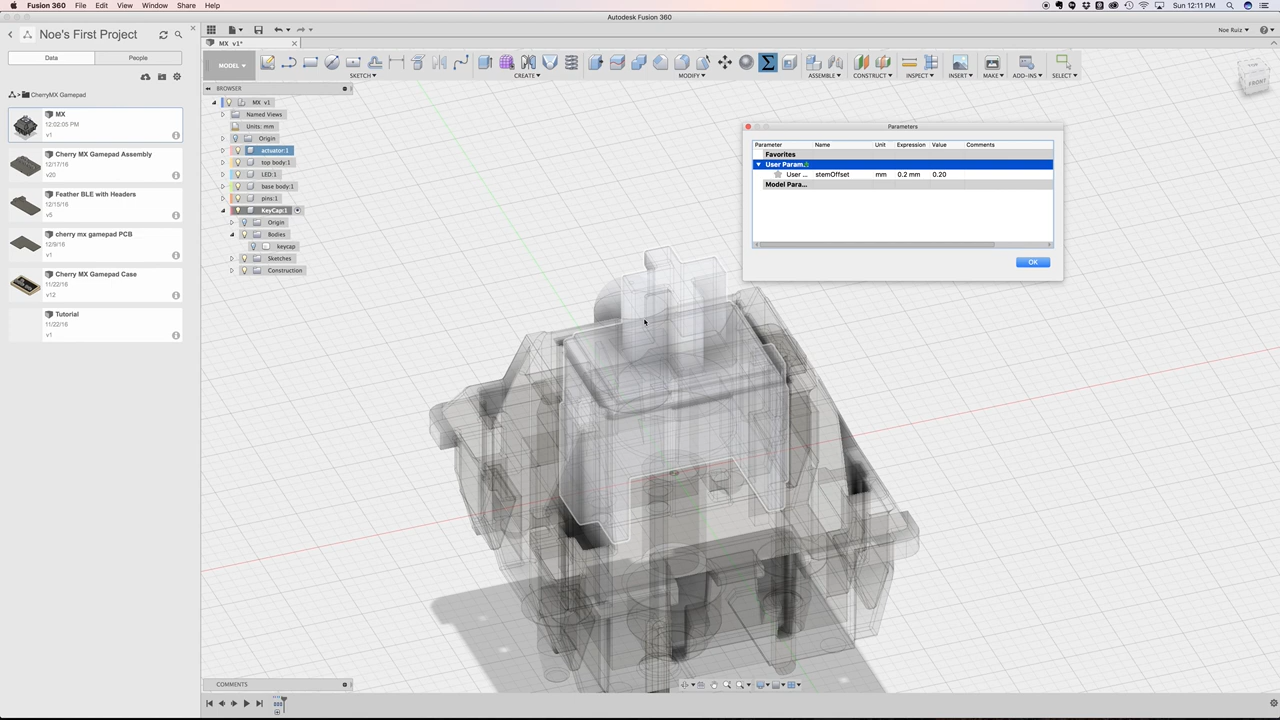 Fusion 360 File Edit View Window Share Help
Sun 12:11 PM
Autodesk Fusion 360
Noe's First Project
Data People
CherryMX Gamepad
MX
12:02:05 PM
v1
Cherry MX Gamepad Assembly
12/17/16
v20
Feather BLE with Headers
12/15/16
v5
cherry mx gamepad PCB
12/9/16
v1
Cherry MX Gamepad Case
11/22/16
v12
Tutorial
11/22/16
v1
Noe Ruiz
MX v1*
MODEL
SKETCH
CREATE
MODIFY
ASSEMBLE
CONSTRUCT
INSPECT
INSERT
MAKE
ADD-INS
SELECT
BROWSER
MX v1
Named Views
Units: mm
Origin
actuator:1
top body:1
LED:1
base body:1
pins:1
KeyCap:1
Origin
Bodies
keycap
Sketches
Construction
FRONT
Parameters
Parameter Name Unit Expression Value Comments
Favorites
User Param...
User ... stemOffset mm 0.2 mm 0.20
Model Para...
OK
COMMENTS